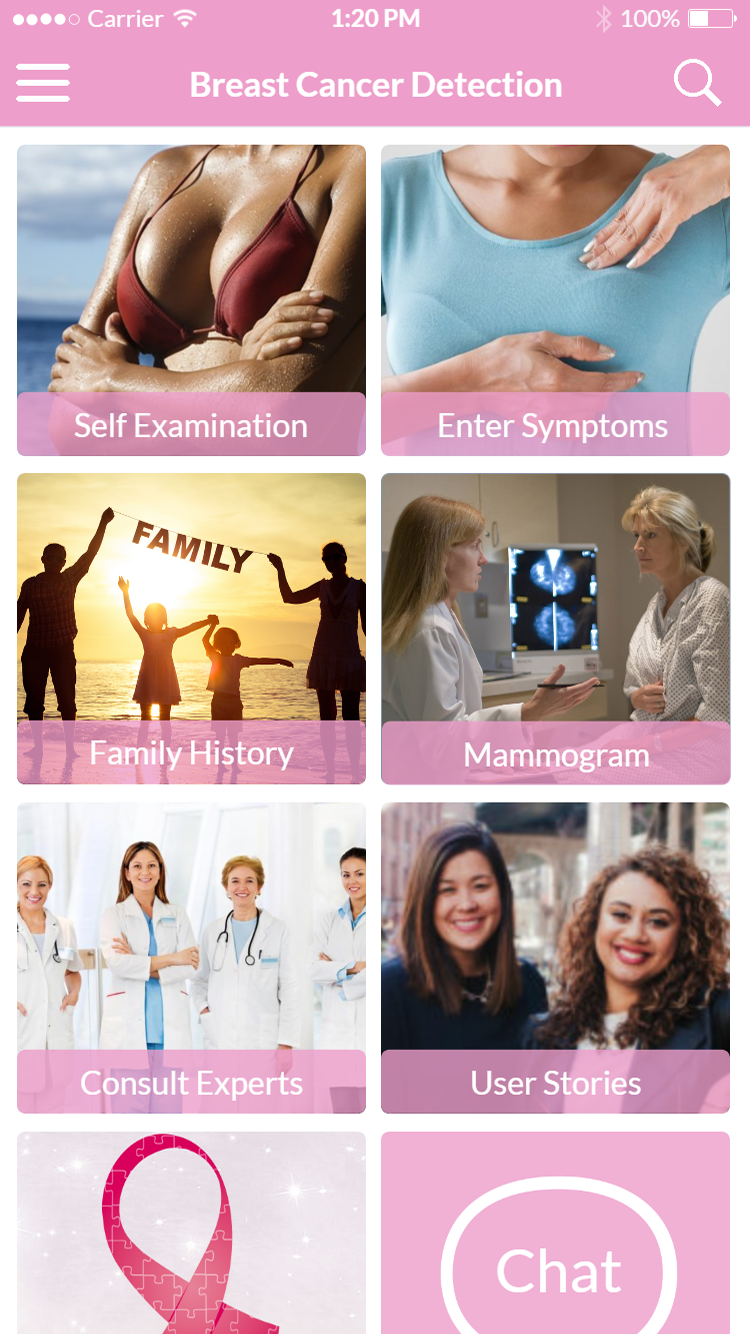 Carrier 1:20 PM 100%
Breast Cancer Detection
Self Examination
Enter Symptoms
FAMILY
Family History
Mammogram
Consult Experts
User Stories
Chat